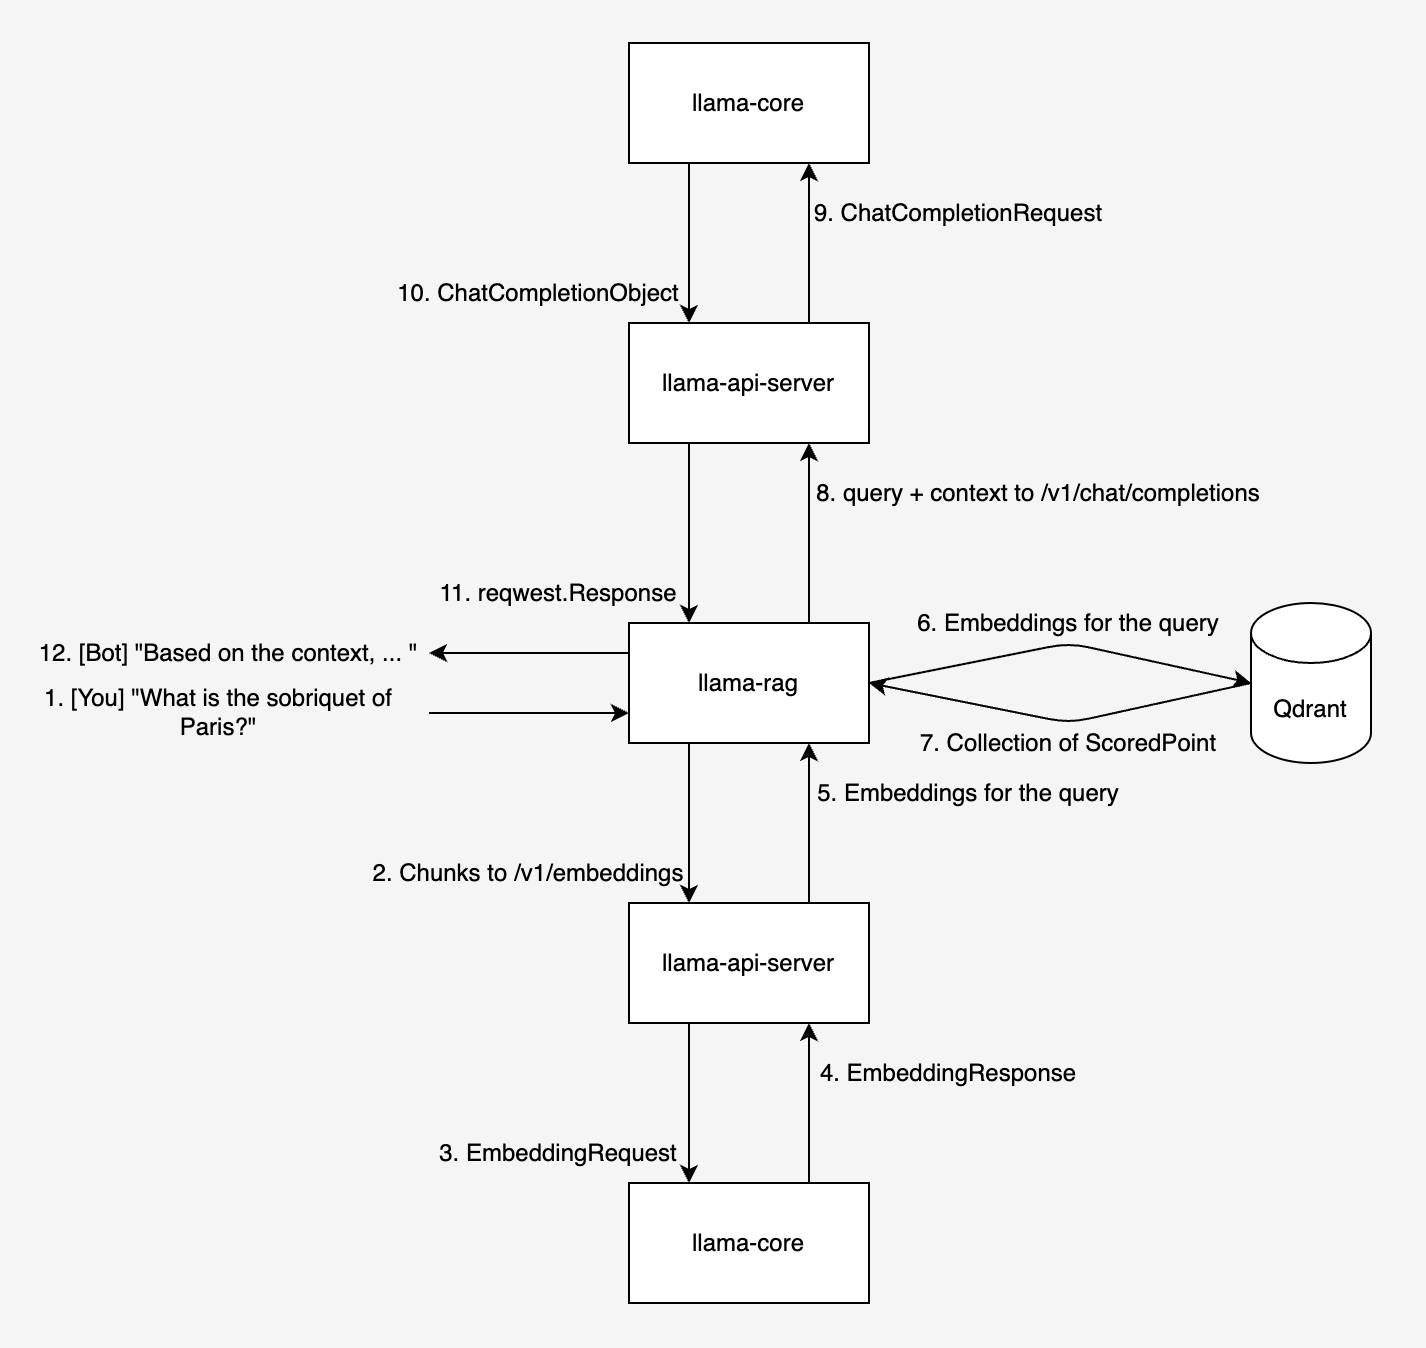 llama-core
9. ChatCompletionRequest
10. ChatCompletionObject
llama-api-server
8. query + context to /v1/chat/completions
11. reqwest.Response
6. Embeddings for the query
12. [Bot] "Based on the context, ... "
1. [You] "What is the sobriquet of
Paris?"
llama-rag
Qdrant
7. Collection of ScoredPoint
5. Embeddings for the query
2. Chunks to /v1/embeddings
llama-api-server
4. EmbeddingResponse
3. EmbeddingRequest
llama-core